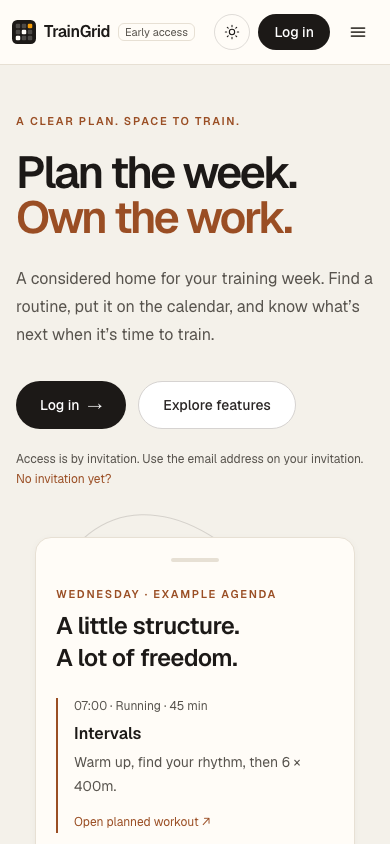 TrainGrid Early access Log in
A CLEAR PLAN. SPACE TO TRAIN.
Plan the week.
Own the work.
A considered home for your training week. Find a
routine, put it on the calendar, and know what’s
next when it’s time to train.
Log in → Explore features
Access is by invitation. Use the email address on your invitation.
No invitation yet?
WEDNESDAY · EXAMPLE AGENDA
A little structure.
A lot of freedom.
07:00 · Running · 45 min
Intervals
Warm up, find your rhythm, then 6 ×
400m.
Open planned workout ↗